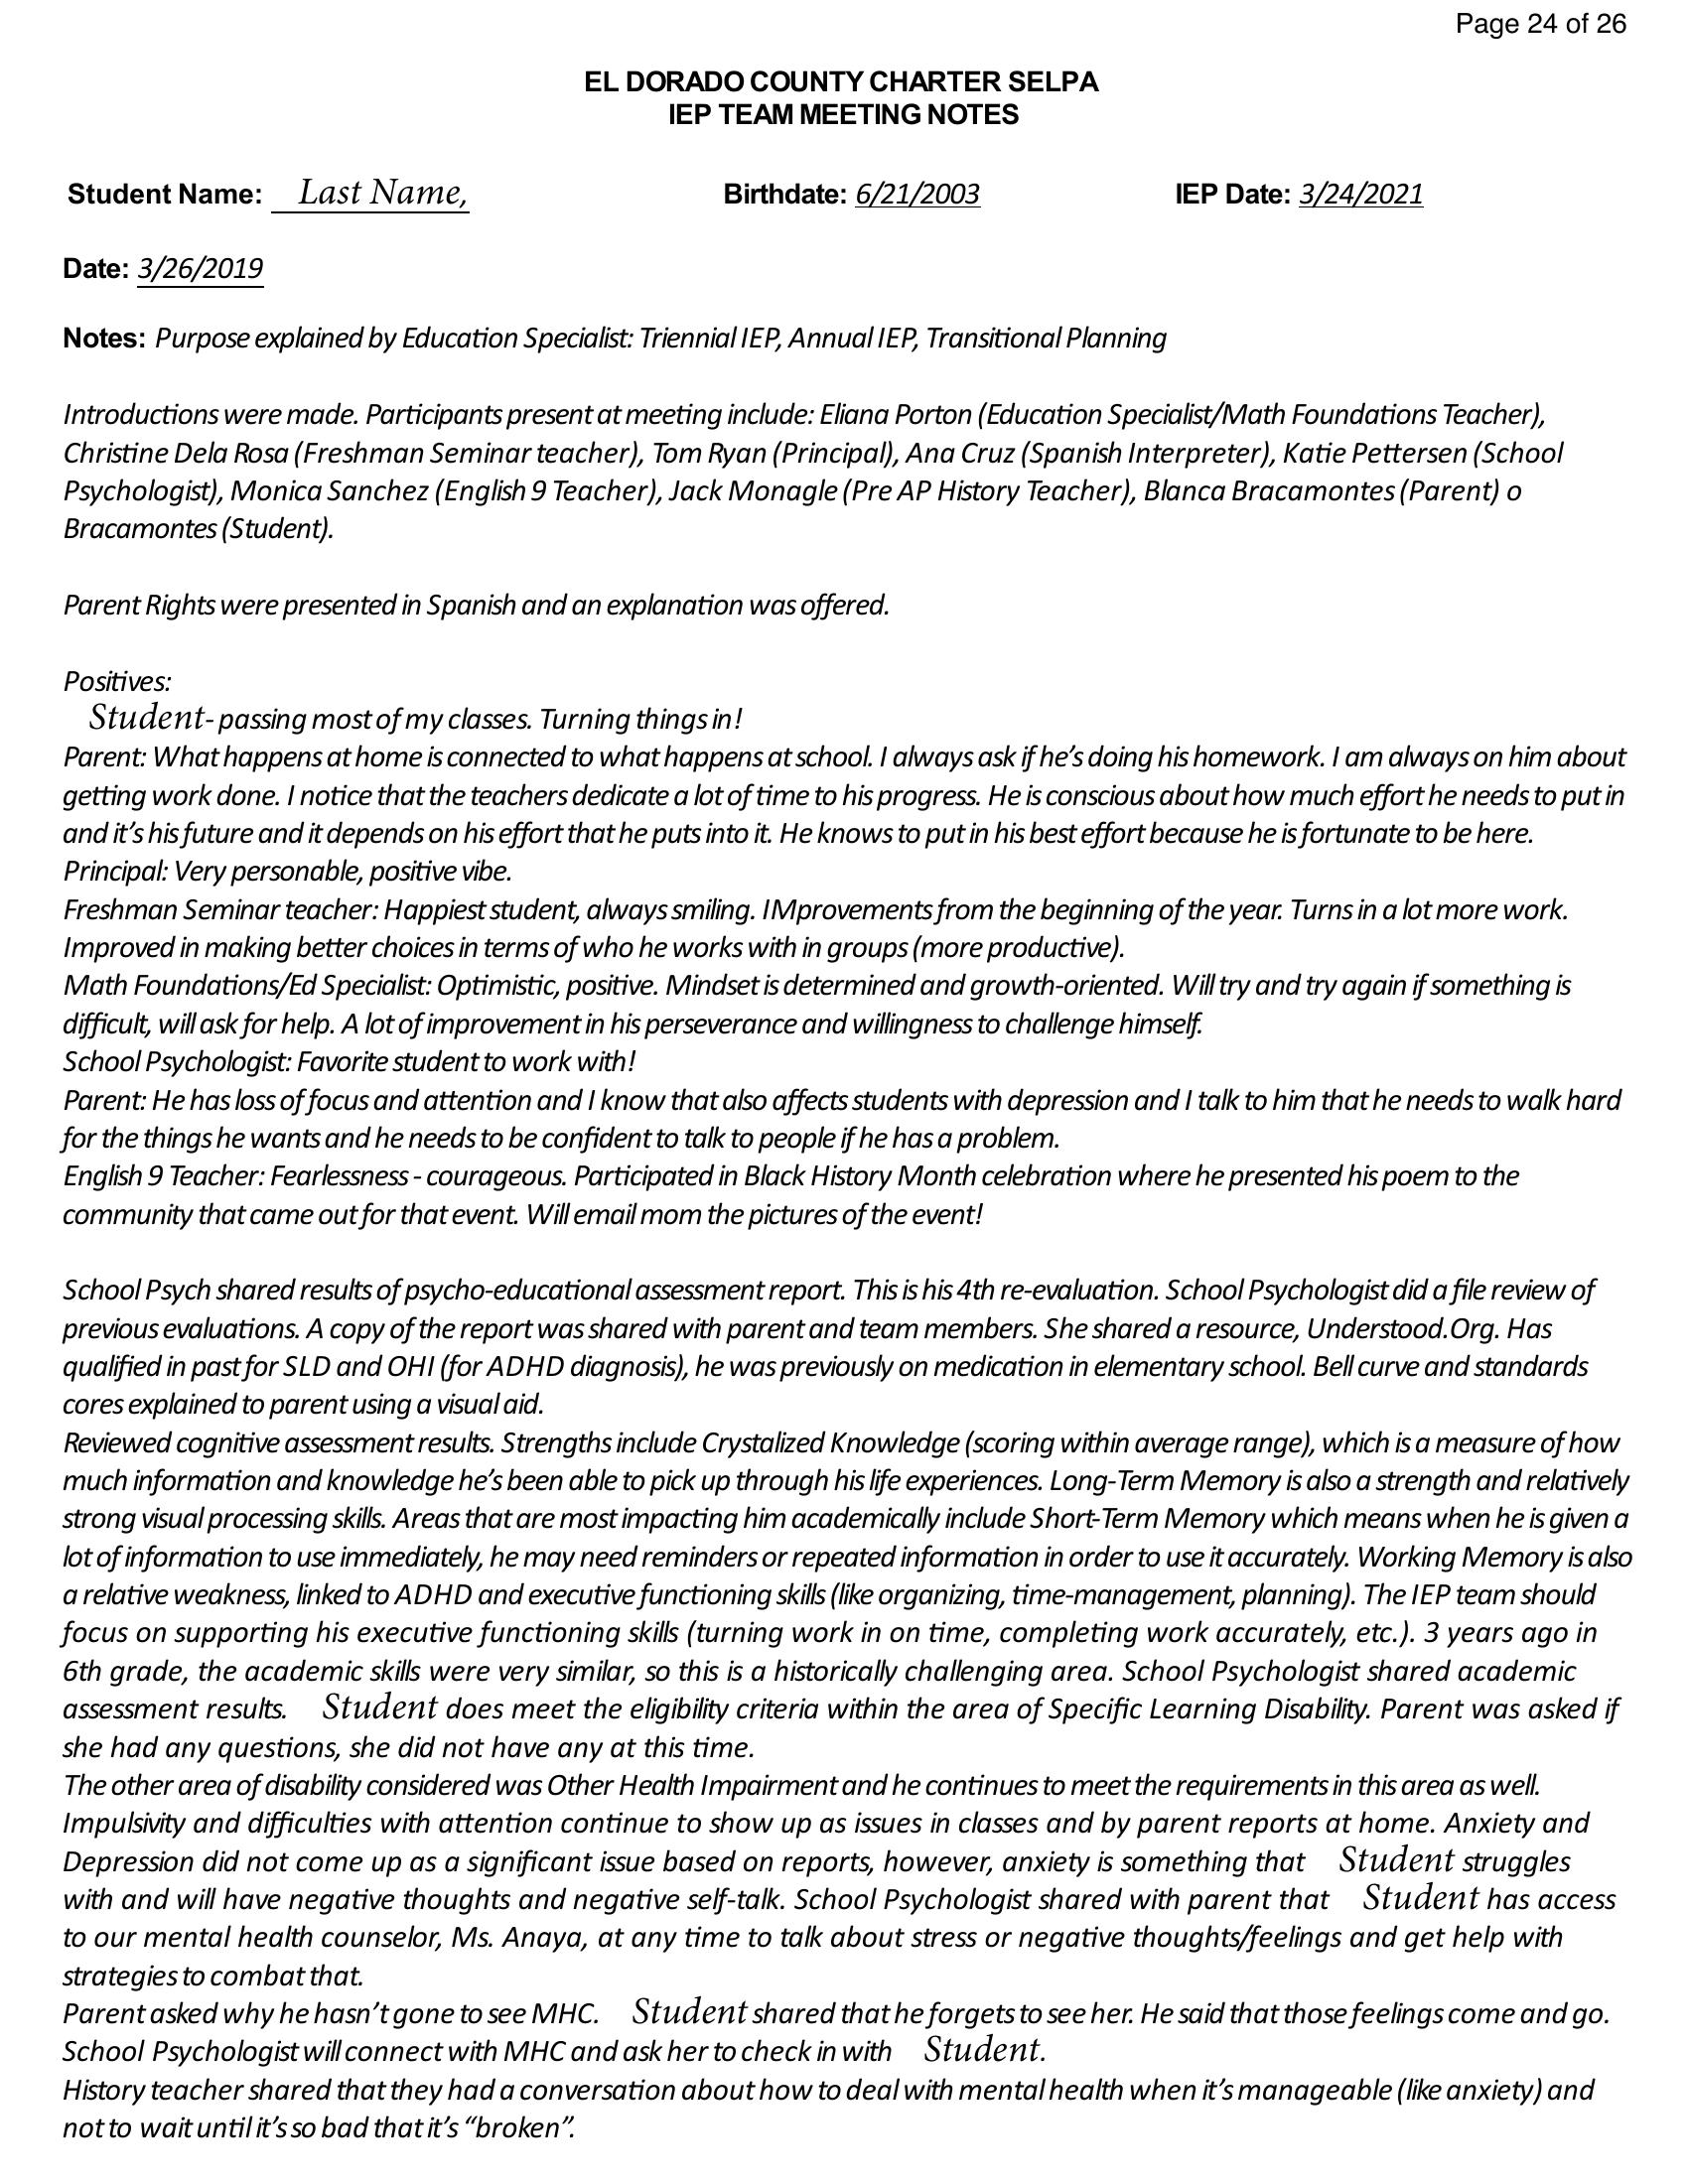 Page 24 of 26
EL DORADO COUNTY CHARTER SELPA
IEP TEAM MEETING NOTES
Student Name: Last Name, Birthdate: 6/21/2003 IEP Date: 3/24/2021
Date: 3/26/2019
Notes: Purpose explained by Education Specialist: Triennial IEP, Annual IEP, Transitional Planning
Introductions were made. Participants present at meeting include: Eliana Porton (Education Specialist/Math Foundations Teacher),
Christine Dela Rosa (Freshman Seminar teacher), Tom Ryan (Principal), Ana Cruz (Spanish Interpreter), Katie Pettersen (School
Psychologist), Monica Sanchez (English 9 Teacher), Jack Monagle (Pre AP History Teacher), Blanca Bracamontes (Parent) o
Bracamontes (Student).
Parent Rights were presented in Spanish and an explanation was offered.
Positives:
Student- passing most of my classes. Turning things in!
Parent: What happens at home is connected to what happens at school. I always ask if he’s doing his homework. I am always on him about
getting work done. I notice that the teachers dedicate a lot of time to his progress. He is conscious about how much effort he needs to put in
and it’s his future and it depends on his effort that he puts into it. He knows to put in his best effort because he is fortunate to be here.
Principal: Very personable, positive vibe.
Freshman Seminar teacher: Happiest student, always smiling. IMprovements from the beginning of the year. Turns in a lot more work.
Improved in making better choices in terms of who he works with in groups (more productive).
Math Foundations/Ed Specialist: Optimistic, positive. Mindset is determined and growth-oriented. Will try and try again if something is
difficult, will ask for help. A lot of improvement in his perseverance and willingness to challenge himself.
School Psychologist: Favorite student to work with!
Parent: He has loss of focus and attention and I know that also affects students with depression and I talk to him that he needs to walk hard
for the things he wants and he needs to be confident to talk to people if he has a problem.
English 9 Teacher: Fearlessness - courageous. Participated in Black History Month celebration where he presented his poem to the
community that came out for that event. Will email mom the pictures of the event!
School Psych shared results of psycho-educational assessment report. This is his 4th re-evaluation. School Psychologist did a file review of
previous evaluations. A copy of the report was shared with parent and team members. She shared a resource, Understood.Org. Has
qualified in past for SLD and OHI (for ADHD diagnosis), he was previously on medication in elementary school. Bell curve and standards
cores explained to parent using a visual aid.
Reviewed cognitive assessment results. Strengths include Crystalized Knowledge (scoring within average range), which is a measure of how
much information and knowledge he’s been able to pick up through his life experiences. Long-Term Memory is also a strength and relatively
strong visual processing skills. Areas that are most impacting him academically include Short-Term Memory which means when he is given a
lot of information to use immediately, he may need reminders or repeated information in order to use it accurately. Working Memory is also
a relative weakness, linked to ADHD and executive functioning skills (like organizing, time-management, planning). The IEP team should
focus on supporting his executive functioning skills (turning work in on time, completing work accurately, etc.). 3 years ago in
6th grade, the academic skills were very similar, so this is a historically challenging area. School Psychologist shared academic
assessment results. Student does meet the eligibility criteria within the area of Specific Learning Disability. Parent was asked if
she had any questions, she did not have any at this time.
The other area of disability considered was Other Health Impairment and he continues to meet the requirements in this area as well.
Impulsivity and difficulties with attention continue to show up as issues in classes and by parent reports at home. Anxiety and
Depression did not come up as a significant issue based on reports, however, anxiety is something that Student struggles
with and will have negative thoughts and negative self-talk. School Psychologist shared with parent that Student has access
to our mental health counselor, Ms. Anaya, at any time to talk about stress or negative thoughts/feelings and get help with
strategies to combat that.
Parent asked why he hasn’t gone to see MHC. Student shared that he forgets to see her. He said that those feelings come and go.
School Psychologist will connect with MHC and ask her to check in with Student.
History teacher shared that they had a conversation about how to deal with mental health when it’s manageable (like anxiety) and
not to wait until it’s so bad that it’s “broken”.